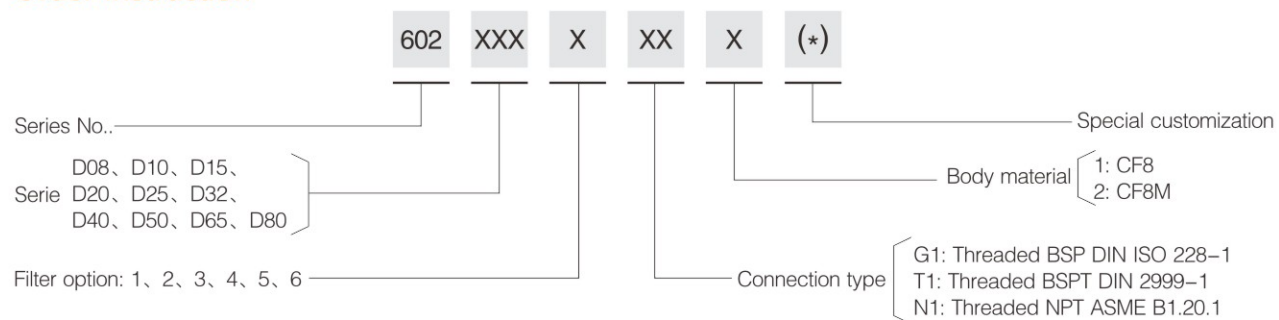 602 XXX X XX X (*)
Series No..
Special customization
D08、D10、D15、
Serie D20、D25、D32、
D40、D50、D65、D80
Body material
1: CF8
2: CF8M
Filter option: 1、2、3、4、5、6
Connection type
G1: Threaded BSP DIN ISO 228-1
T1: Threaded BSPT DIN 2999-1
N1: Threaded NPT ASME B1.20.1